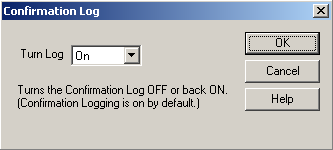 Confirmation Log
Turn Log On
OK
Cancel
Turns the Confirmation Log OFF or back ON.
(Confirmation Logging is on by default.)
Help